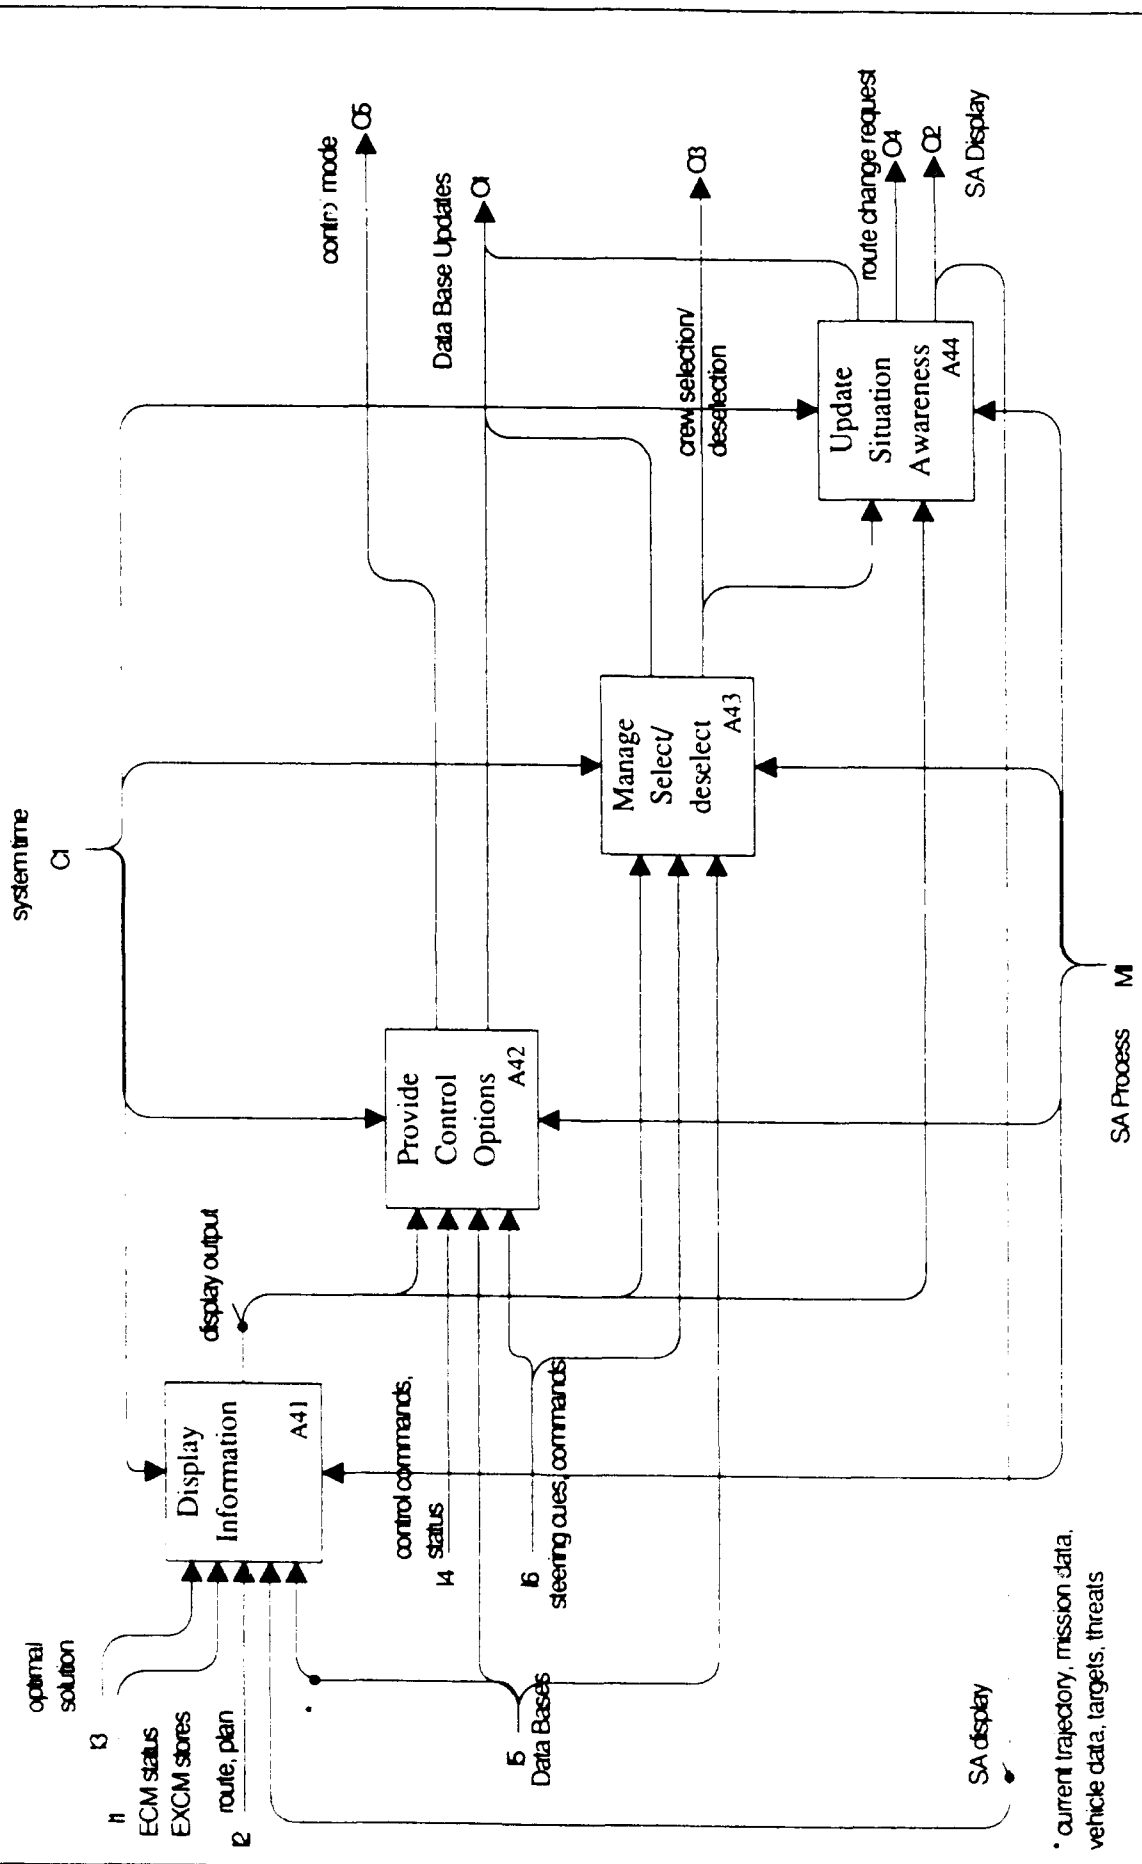 system time
C1
control mode
O5
Data Base Updates
O1
crew selection/
deselection
O3
route change request
O4
O2
SA Display
optimal
solution
I3
I1
ECM status
EXCM stores
I2
route, plan
Display
Information
A41
display output
control commands,
status
I4
I6
steering cues, commands
I5
Data Bases
*
Provide
Control
Options
A42
Manage
Select/
deselect
A43
Update
Situation
Awareness
A44
SA display
SA Process
M1
* current trajectory, mission data,
vehicle data, targets, threats